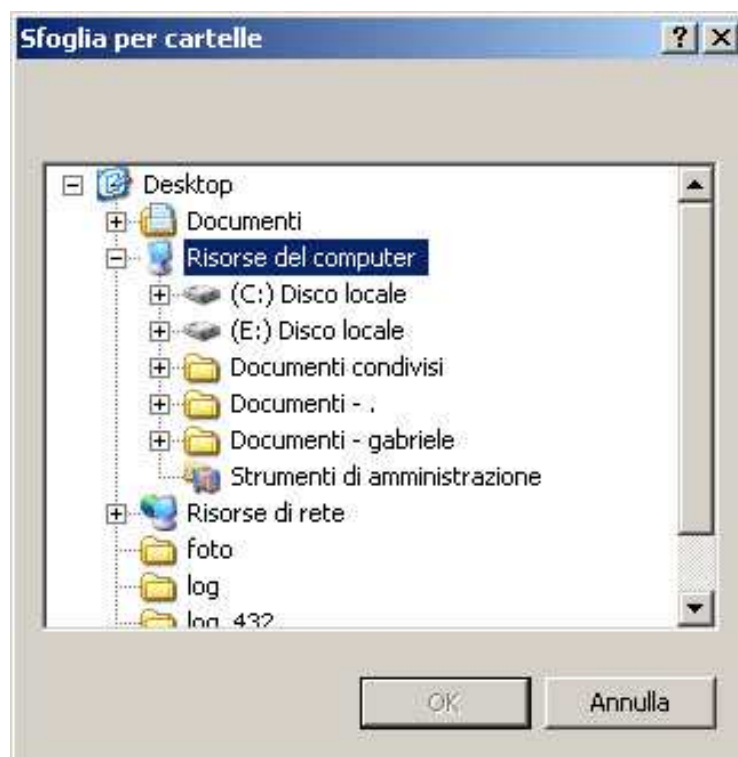 Sfoglia per cartelle
Desktop
Documenti
Risorse del computer
(C:) Disco locale
(E:) Disco locale
Documenti condivisi
Documenti - .
Documenti - gabriele
Strumenti di amministrazione
Risorse di rete
foto
log
log_432
OK
Annulla